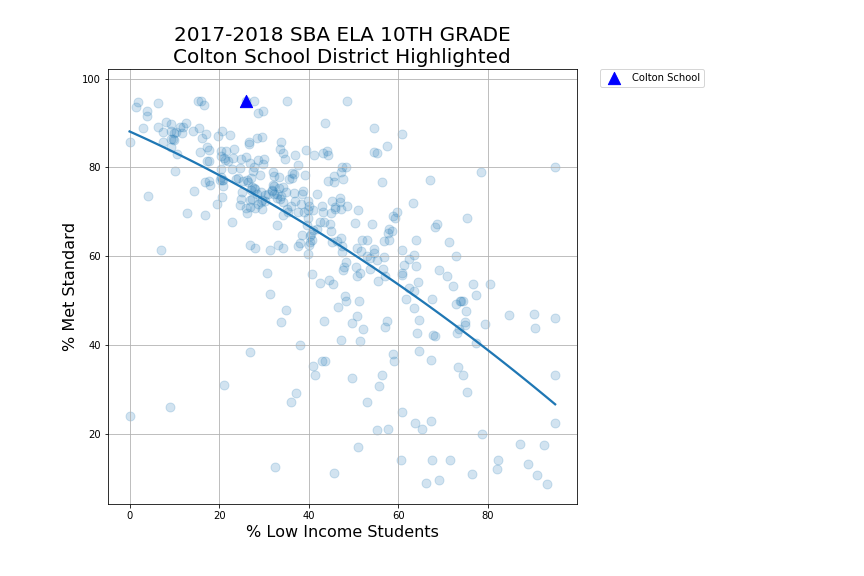 2017-2018 SBA ELA 10TH GRADE
Colton School District Highlighted
Colton School
100
80
60
40
20
% Met Standard
0 20 40 60 80
% Low Income Students